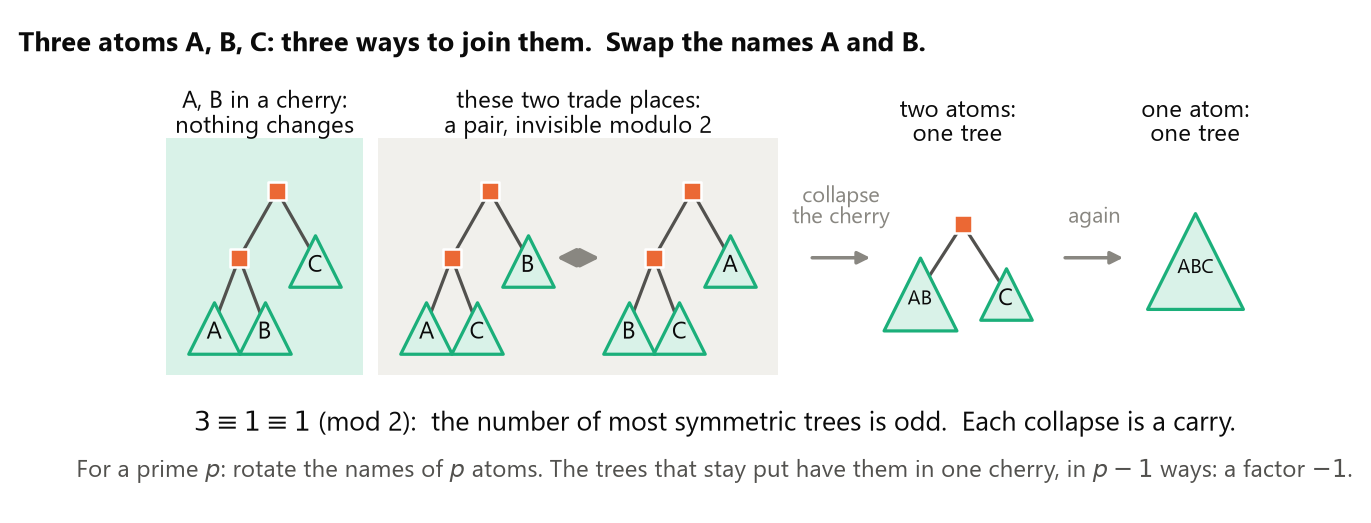 Three atoms A, B, C: three ways to join them.  Swap the names A and B.
A, B in a cherry:
nothing changes
these two trade places:
a pair, invisible modulo 2
two atoms:
one tree
one atom:
one tree
C
A
B
B
A
C
A
B
C
collapse
the cherry
AB
C
again
ABC
3 ≡ 1 ≡ 1 (mod 2):  the number of most symmetric trees is odd.  Each collapse is a carry.
For a prime p: rotate the names of p atoms. The trees that stay put have them in one cherry, in p − 1 ways: a factor −1.